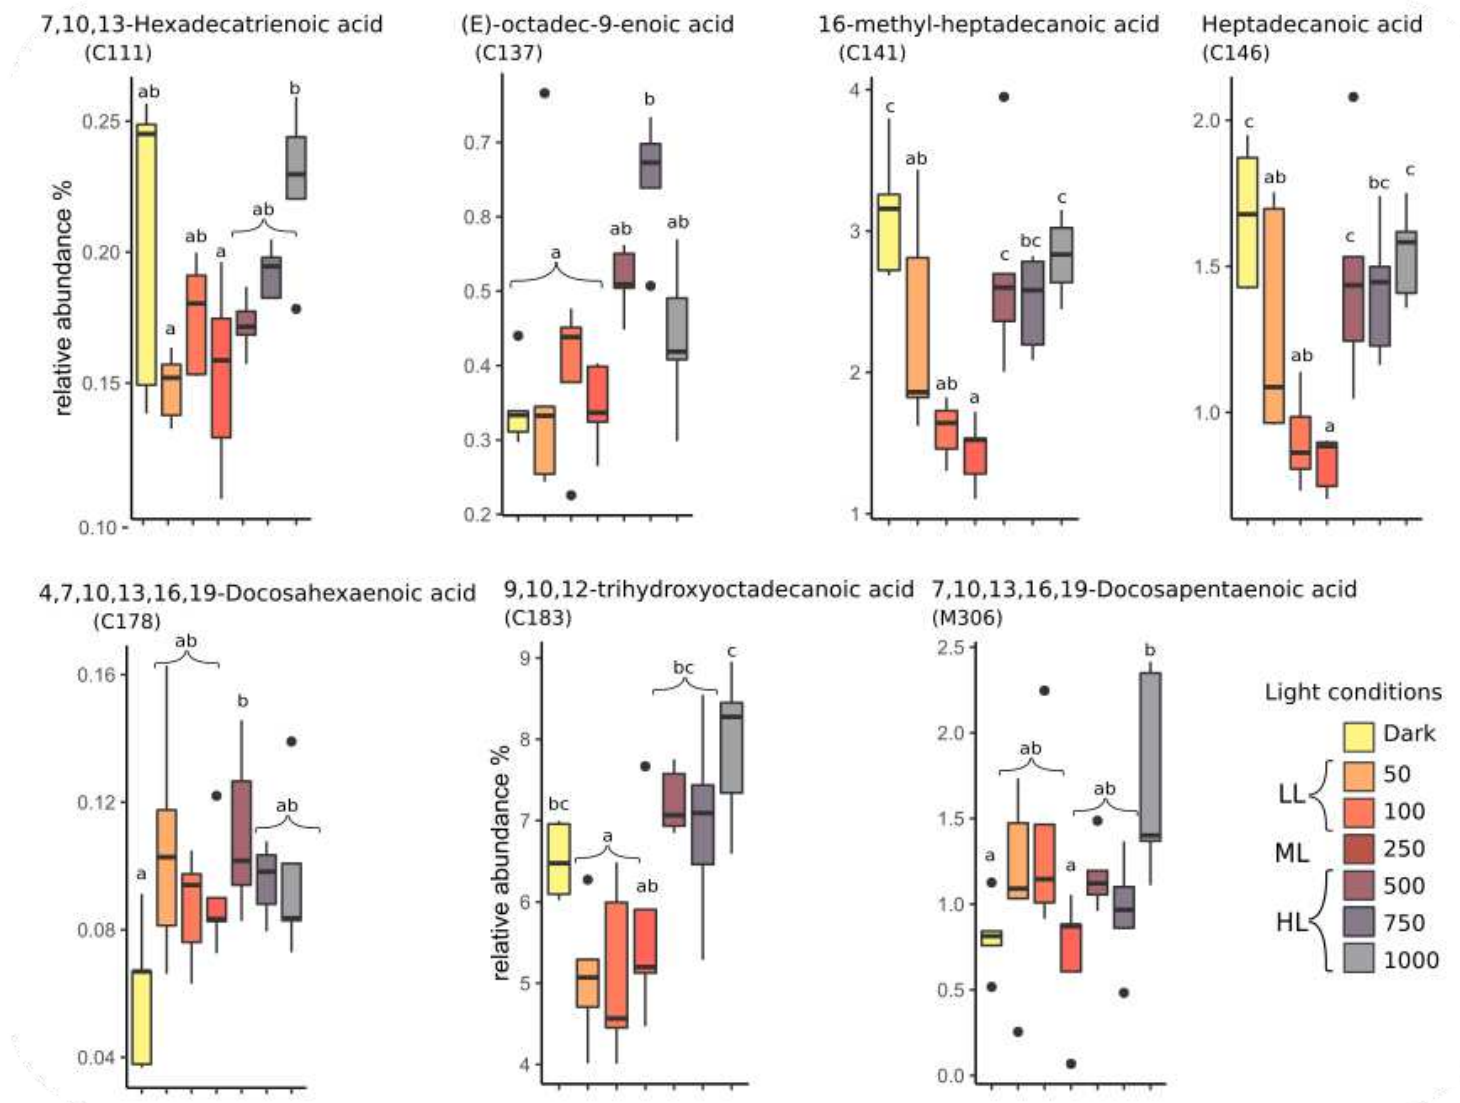 7,10,13-Hexadecatrienoic acid
(C111)
ab
b
0.25
ab
ab
a
0.20
a
0.15
0.10
relative abundance %
(E)-octadec-9-enoic acid
(C137)
b
0.7
ab
ab
0.8
a
0.5
0.4
0.3
0.2
16-methyl-heptadecanoic acid
(C141)
4
c
ab
c
3
c
bc
2
ab
a
1
Heptadecanoic acid
(C146)
2.0
c
ab
bc
c
c
1.5
ab
1.0
a
4,7,10,13,16,19-Docosahexaenoic acid
(C178)
ab
0.16
b
0.12
ab
a
0.08
0.04
9,10,12-trihydroxyoctadecanoic acid
(C183)
9
c
bc
8
bc
7
a
ab
6
5
4
relative abundance %
7,10,13,16,19-Docosapentaenoic acid
(M306)
2.5
b
2.0
ab
ab
1.5
a
a
1.0
0.5
0.0
Light conditions
Dark
LL
50
100
ML
250
HL
500
750
1000